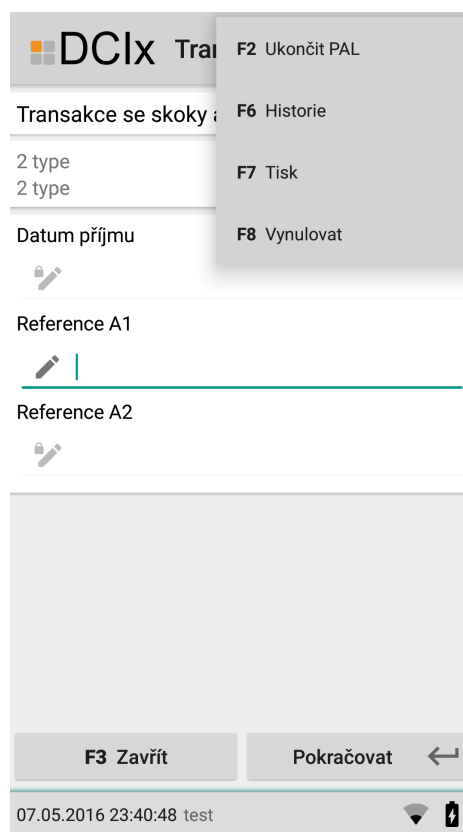 DCIx Tra
F2 Ukončit PAL
Transakce se skoky
F6 Historie
2 type
2 type
F7 Tisk
Datum příjmu
F8 Vynulovat
Reference A1
Reference A2
F3 Zavřít
Pokračovat
07.05.2016 23:40:48 test